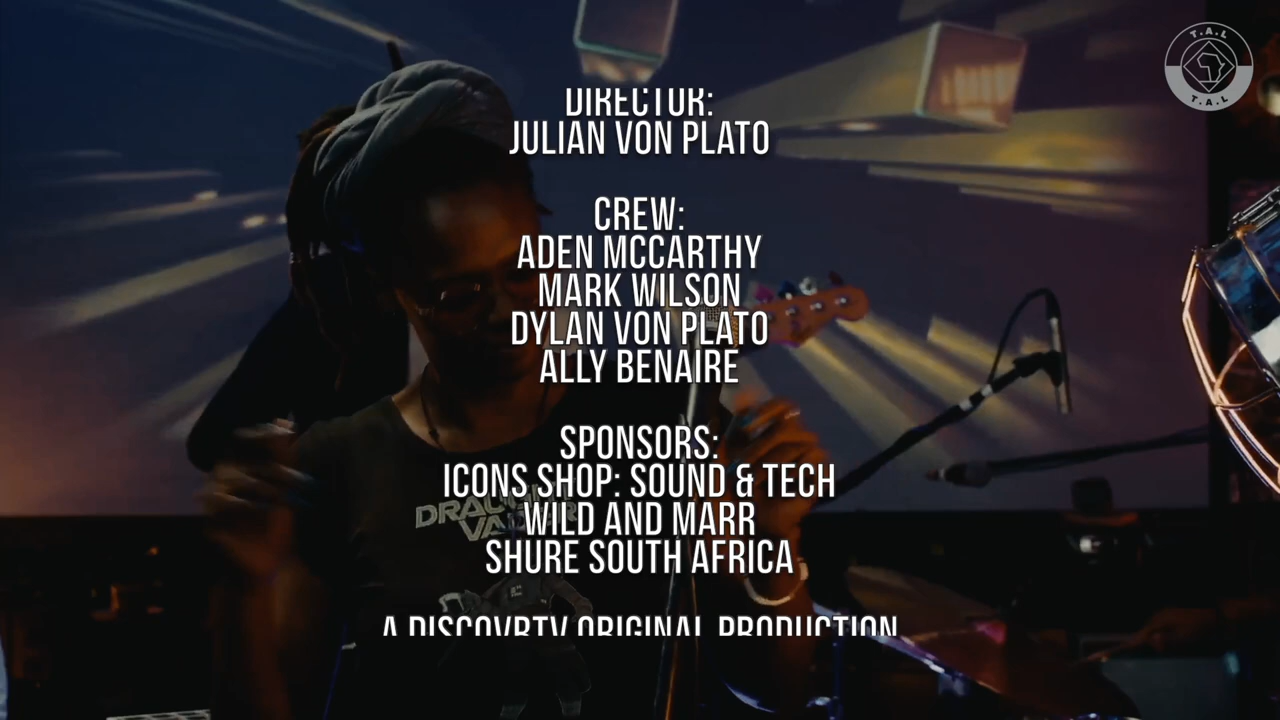 T.A.L
T.A.L
DIRECTOR:
JULIAN VON PLATO
CREW:
ADEN MCCARTHY
MARK WILSON
DYLAN VON PLATO
ALLY BENAIRE
SPONSORS:
ICONS SHOP: SOUND & TECH
WILD AND MARR
SHURE SOUTH AFRICA
A DISCOVRTV ORIGINAL PRODUCTION